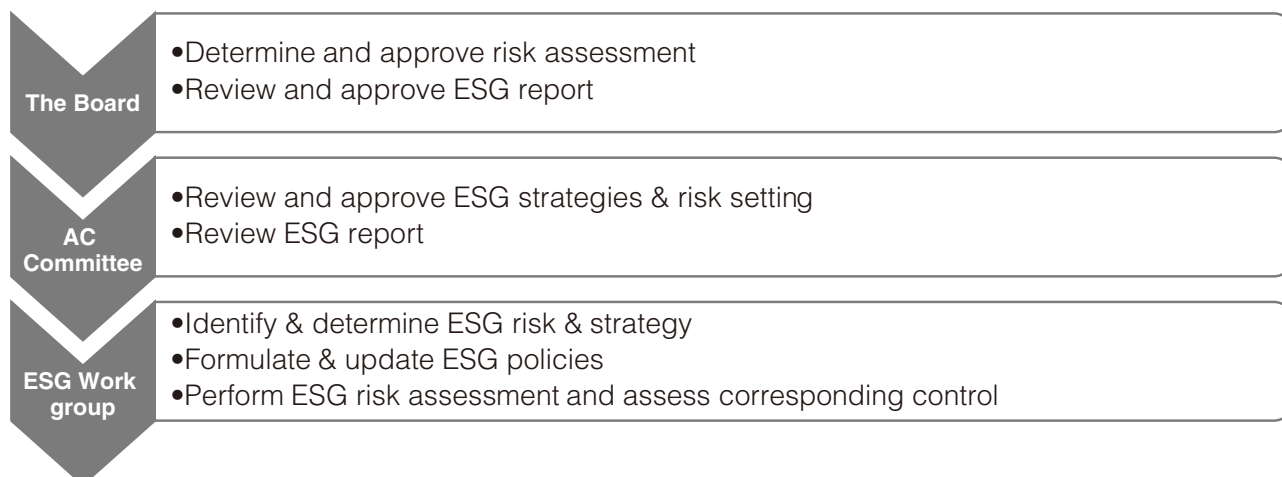 The Board
•Determine and approve risk assessment
•Review and approve ESG report
AC
Committee
•Review and approve ESG strategies & risk setting
•Review ESG report
ESG Work
group
•Identify & determine ESG risk & strategy
•Formulate & update ESG policies
•Perform ESG risk assessment and assess corresponding control